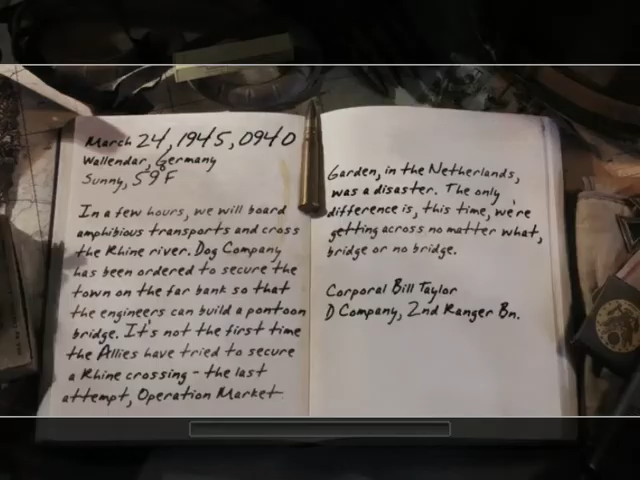 March 24, 1945, 0940
Wallendar, Germany
Sunny, 59F
In a few hours, we will board
amphibious transports and cross
the Rhine river. Dog Company
has been ordered to secure the
town on the far bank so that
the engineers can build a pontoon
bridge. It's not the first time
the Allies have tried to secure
a Rhine crossing - the last
attempt, Operation Market
Garden, in the Netherlands,
was a disaster. The only
difference is, this time, we're
getting across no matter what,
bridge or no bridge.
Corporal Bill Taylor
D Company, 2nd Ranger Bn.